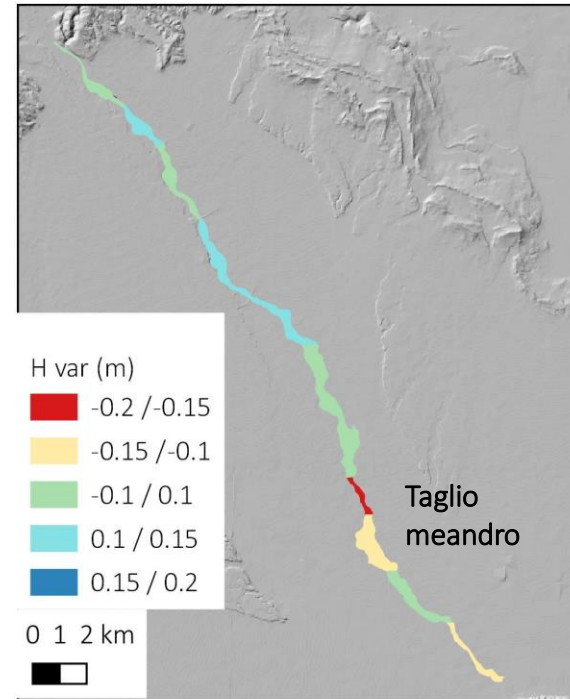 H var (m)
-0.2 /-0.15
-0.15 /-0.1
-0.1 / 0.1
0.1 / 0.15
0.15 / 0.2
0 1 2 km
Taglio
meandro